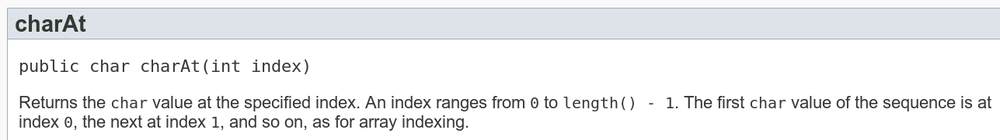 charAt
public char charAt(int index)
Returns the char value at the specified index. An index ranges from 0 to length() - 1. The first char value of the sequence is at
index 0, the next at index 1, and so on, as for array indexing.